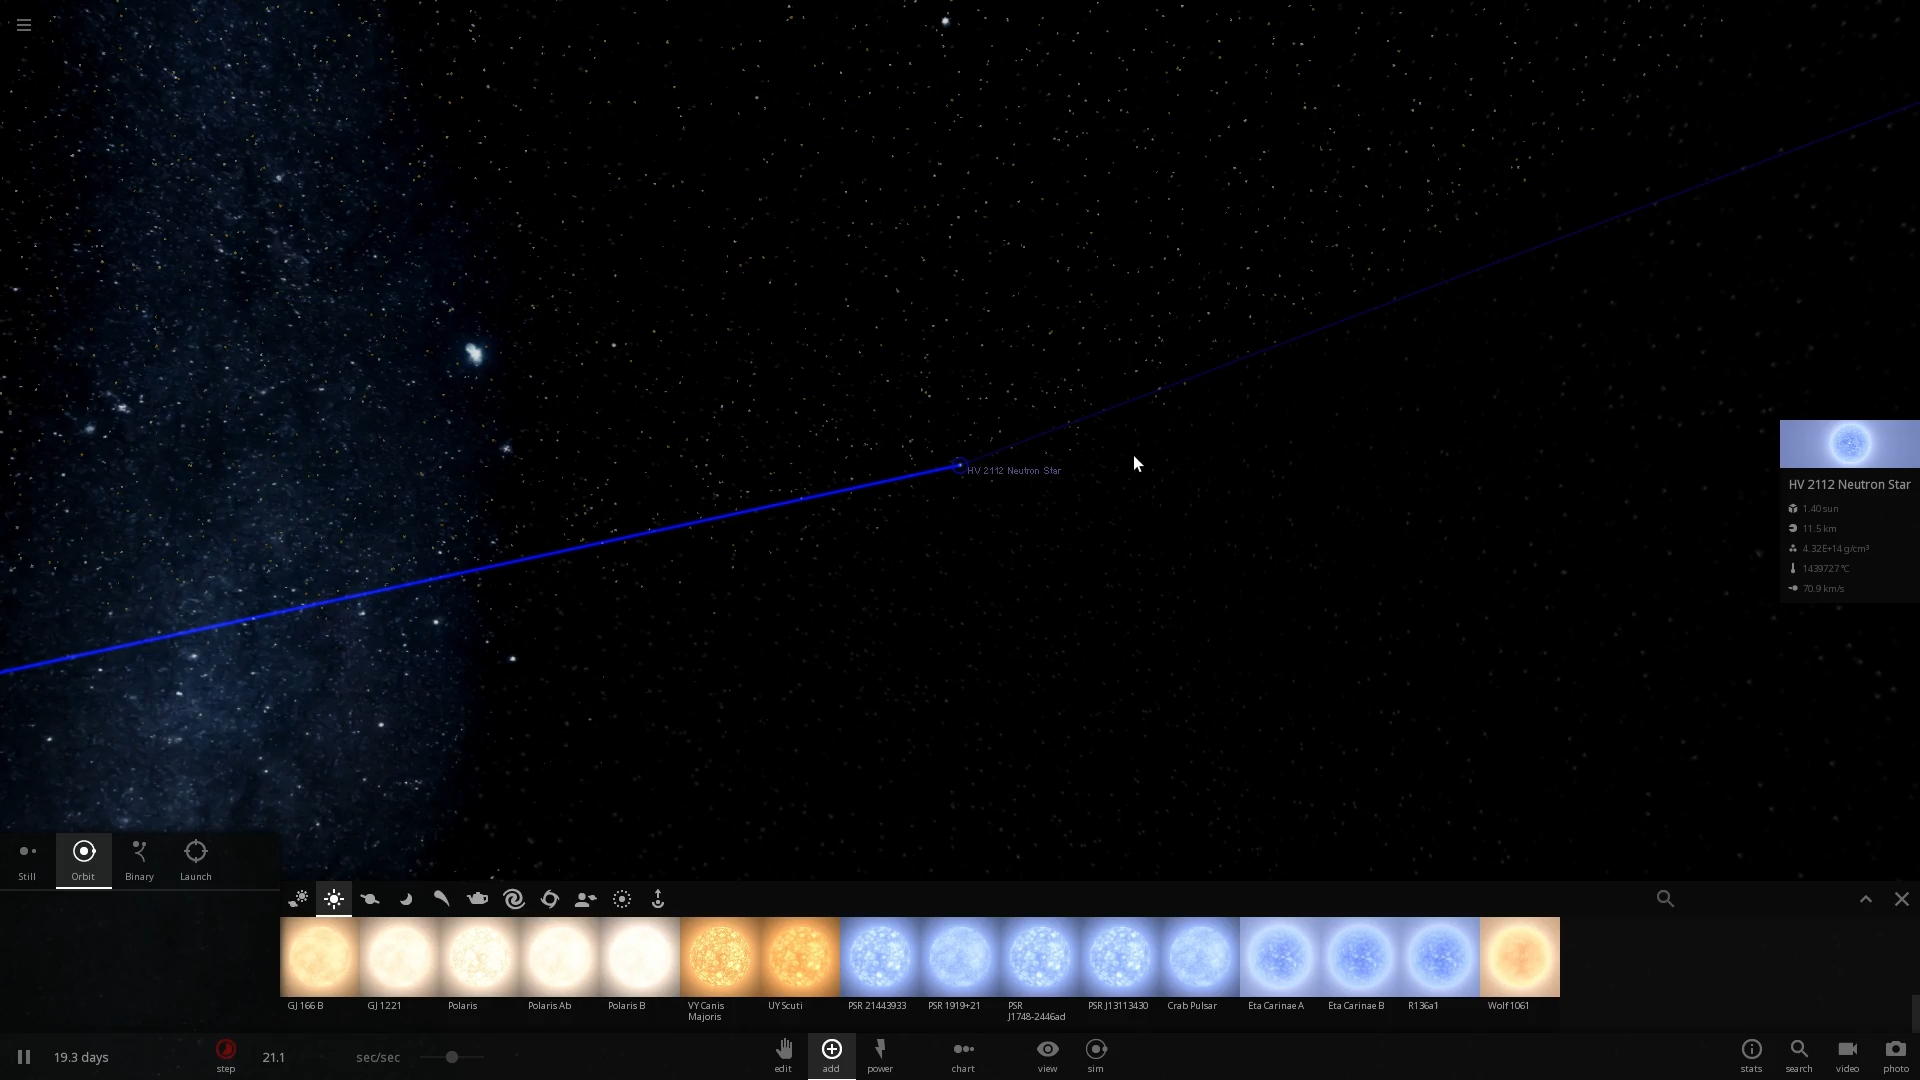 HV 2112 Neutron Star
HV 2112 Neutron Star
1.40 sun
11.5 km
4.32E+14 g/cm³
1439727 °C
70.9 km/s
Still
Orbit
Binary
Launch
GJ 166 B
GJ 1221
Polaris
Polaris Ab
Polaris B
VY Canis
Majoris
UY Scuti
PSR 21443933
PSR 1919+21
PSR
J1748-2446ad
PSR J13113430
Crab Pulsar
Eta Carinae A
Eta Carinae B
R136a1
Wolf 1061
19.3 days
step
21.1
sec/sec
edit
add
power
chart
view
sim
stats
search
video
photo